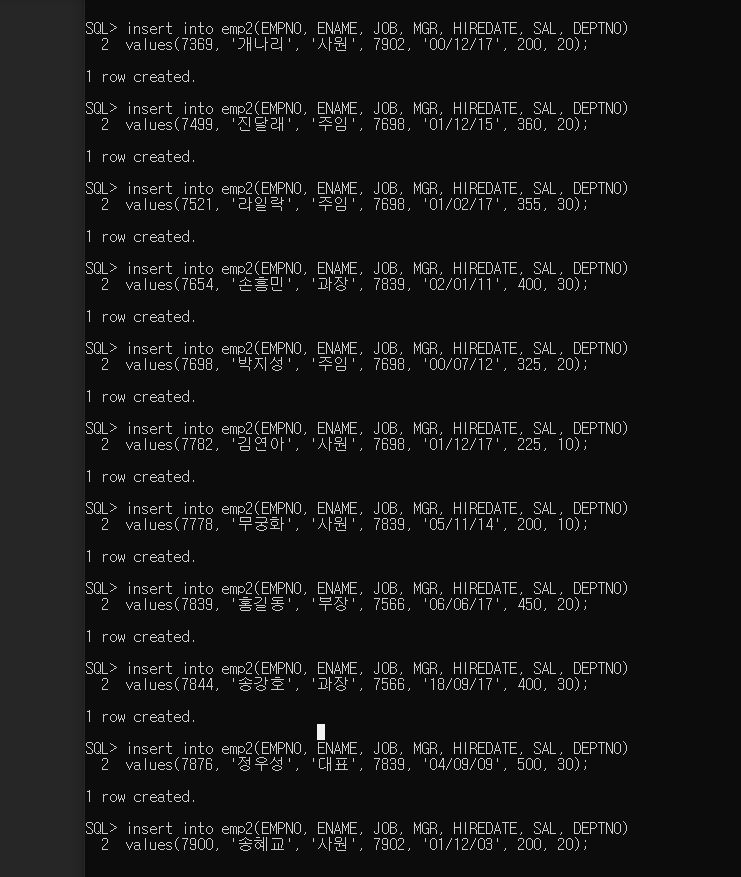 SQL> insert into emp2(EMPNO, ENAME, JOB, MGR, HIREDATE, SAL, DEPTNO)
2 values(7369, '개나리', '사원', 7902, '00/12/17', 200, 20);
1 row created.
SQL> insert into emp2(EMPNO, ENAME, JOB, MGR, HIREDATE, SAL, DEPTNO)
2 values(7499, '진달래', '주임', 7698, '01/12/15', 360, 20);
1 row created.
SQL> insert into emp2(EMPNO, ENAME, JOB, MGR, HIREDATE, SAL, DEPTNO)
2 values(7521, '라일락', '주임', 7698, '01/02/17', 355, 30);
1 row created.
SQL> insert into emp2(EMPNO, ENAME, JOB, MGR, HIREDATE, SAL, DEPTNO)
2 values(7654, '손흥민', '과장', 7839, '02/01/11', 400, 30);
1 row created.
SQL> insert into emp2(EMPNO, ENAME, JOB, MGR, HIREDATE, SAL, DEPTNO)
2 values(7698, '박지성', '주임', 7698, '00/07/12', 325, 20);
1 row created.
SQL> insert into emp2(EMPNO, ENAME, JOB, MGR, HIREDATE, SAL, DEPTNO)
2 values(7782, '김연아', '사원', 7698, '01/12/17', 225, 10);
1 row created.
SQL> insert into emp2(EMPNO, ENAME, JOB, MGR, HIREDATE, SAL, DEPTNO)
2 values(7778, '무궁화', '사원', 7839, '05/11/14', 200, 10);
1 row created.
SQL> insert into emp2(EMPNO, ENAME, JOB, MGR, HIREDATE, SAL, DEPTNO)
2 values(7839, '홍길동', '부장', 7566, '06/06/17', 450, 20);
1 row created.
SQL> insert into emp2(EMPNO, ENAME, JOB, MGR, HIREDATE, SAL, DEPTNO)
2 values(7844, '송강호', '과장', 7566, '18/09/17', 400, 30);
1 row created.
SQL> insert into emp2(EMPNO, ENAME, JOB, MGR, HIREDATE, SAL, DEPTNO)
2 values(7876, '정우성', '대표', 7839, '04/09/09', 500, 30);
1 row created.
SQL> insert into emp2(EMPNO, ENAME, JOB, MGR, HIREDATE, SAL, DEPTNO)
2 values(7900, '송혜교', '사원', 7902, '01/12/03', 200, 20);